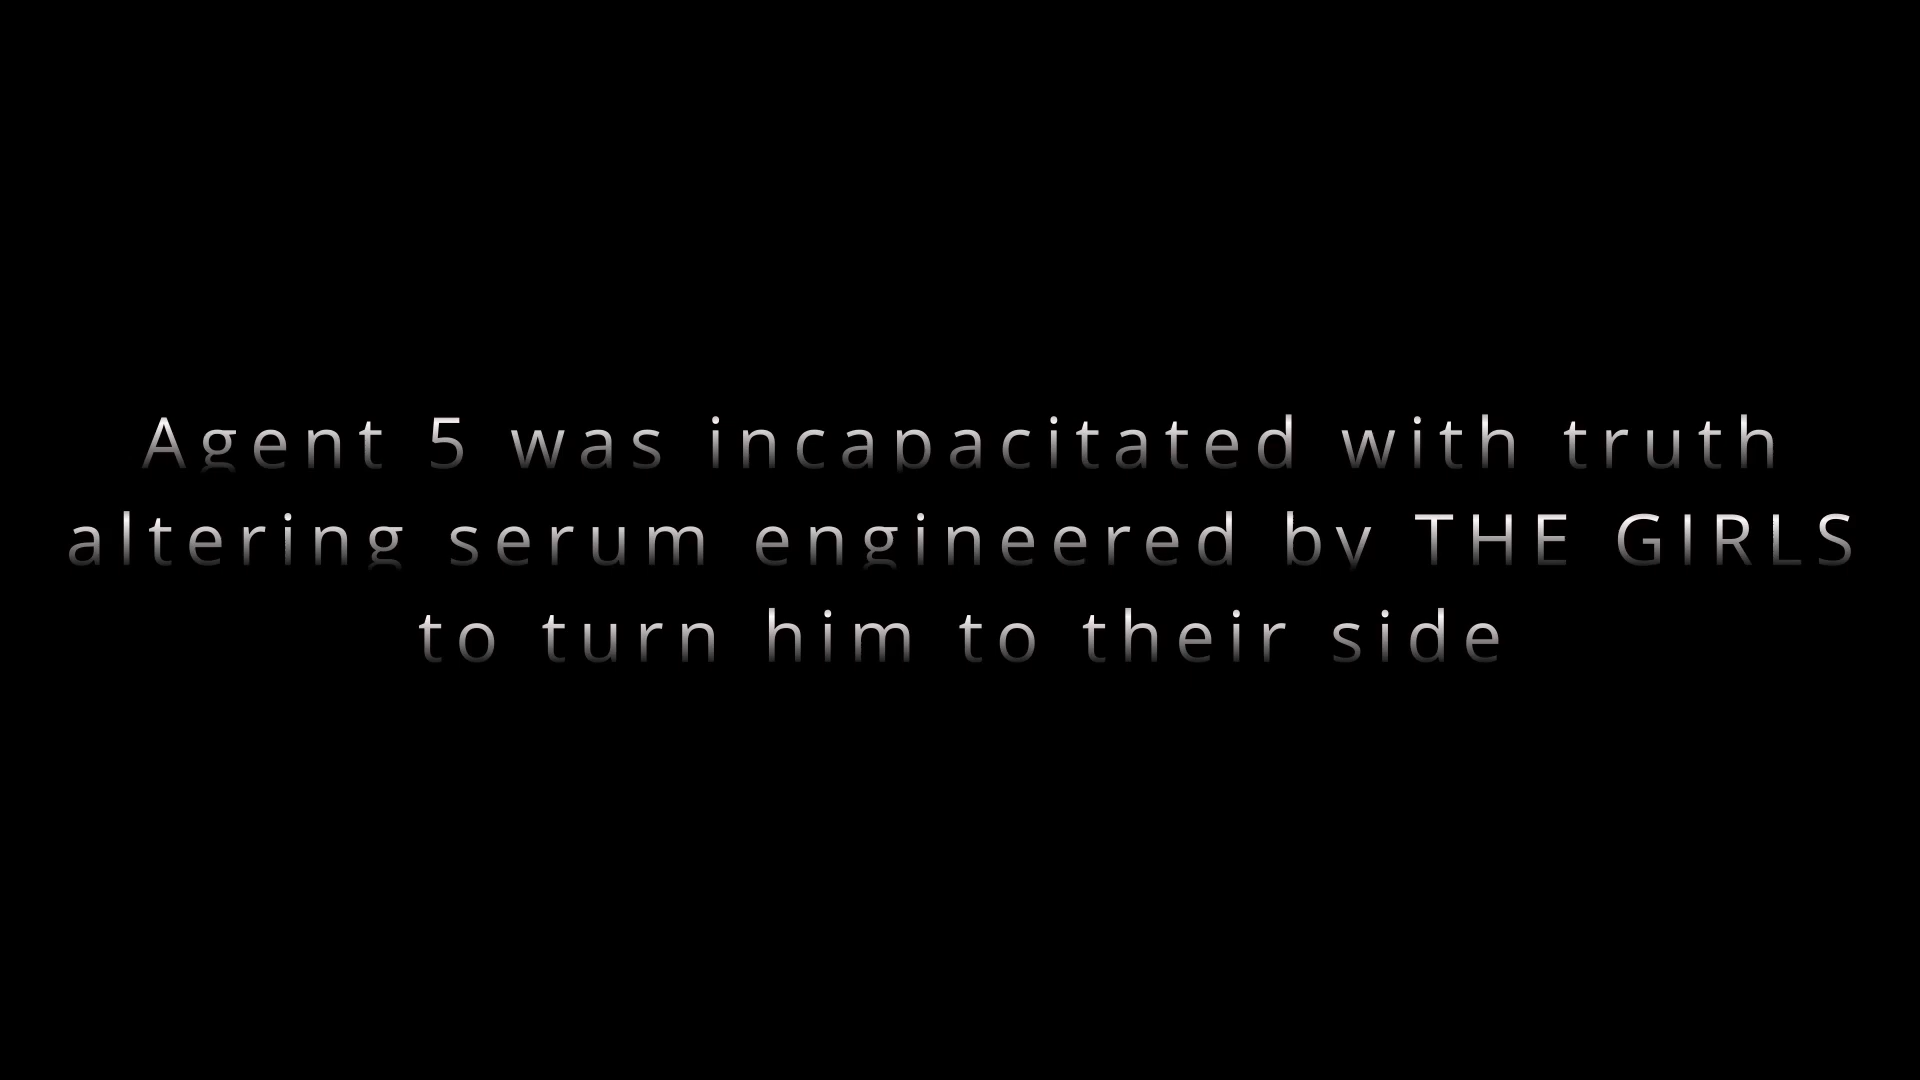 Agent 5 was incapacitated with truth
altering serum engineered by THE GIRLS
to turn him to their side